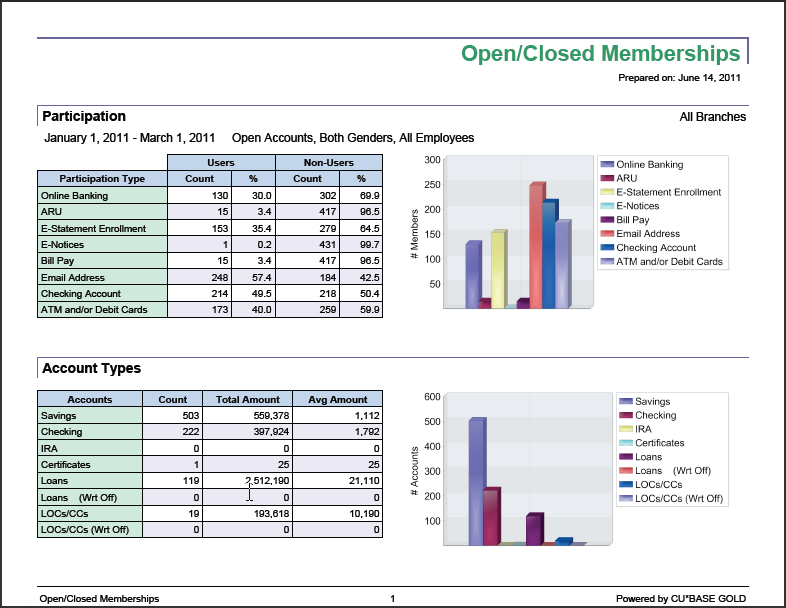 Open/Closed Memberships
Prepared on: June 14, 2011
Participation
All Branches
January 1, 2011 - March 1, 2011 Open Accounts, Both Genders, All Employees
Users Non-Users
Participation Type Count % Count %
Online Banking 130 30.0 302 69.9
ARU 15 3.4 417 96.5
E-Statement Enrollment 153 35.4 279 64.5
E-Notices 1 0.2 431 99.7
Bill Pay 15 3.4 417 96.5
Email Address 248 57.4 184 42.5
Checking Account 214 49.5 218 50.4
ATM and/or Debit Cards 173 40.0 259 59.9
# Members
300
250
200
150
100
50
Online Banking
ARU
E-Statement Enrollment
E-Notices
Bill Pay
Email Address
Checking Account
ATM and/or Debit Cards
Account Types
Accounts Count Total Amount Avg Amount
Savings 503 559,378 1,112
Checking 222 397,924 1,792
IRA 0 0 0
Certificates 1 25 25
Loans 119 2,512,190 21,110
Loans (Wrt Off) 0 0 0
LOCs/CCs 19 193,618 10,190
LOCs/CCs (Wrt Off) 0 0 0
# Accounts
600
500
400
300
200
100
Savings
Checking
IRA
Certificates
Loans
Loans (Wrt Off)
LOCs/CCs
LOCs/CCs (Wrt Off)
Open/Closed Memberships 1 Powered by CU*BASE GOLD